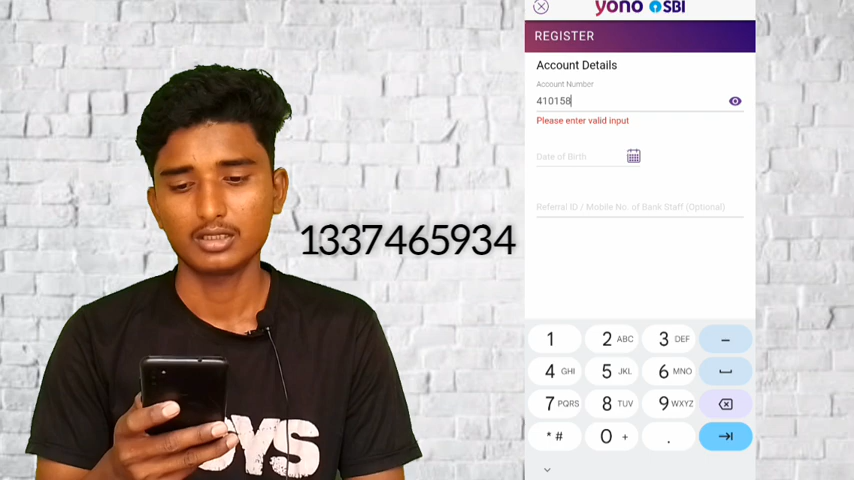 yono SBI
REGISTER
Account Details
Account Number
410158
Please enter valid input
Date of Birth
Referral ID / Mobile No. of Bank Staff (Optional)
1337465934
OYS
1
2 ABC
3 DEF
–
4 GHI
5 JKL
6 MNO
7 PQRS
8 TUV
9 WXYZ
* #
0 +
.